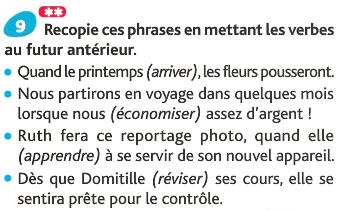 9 ** Recopie ces phrases en mettant les verbes
au futur antérieur.
• Quand le printemps (arriver), les fleurs pousseront.
• Nous partirons en voyage dans quelques mois
lorsque nous (économiser) assez d'argent !
• Ruth fera ce reportage photo, quand elle
(apprendre) à se servir de son nouvel appareil.
• Dès que Domitille (réviser) ses cours, elle se
sentira prête pour le contrôle.